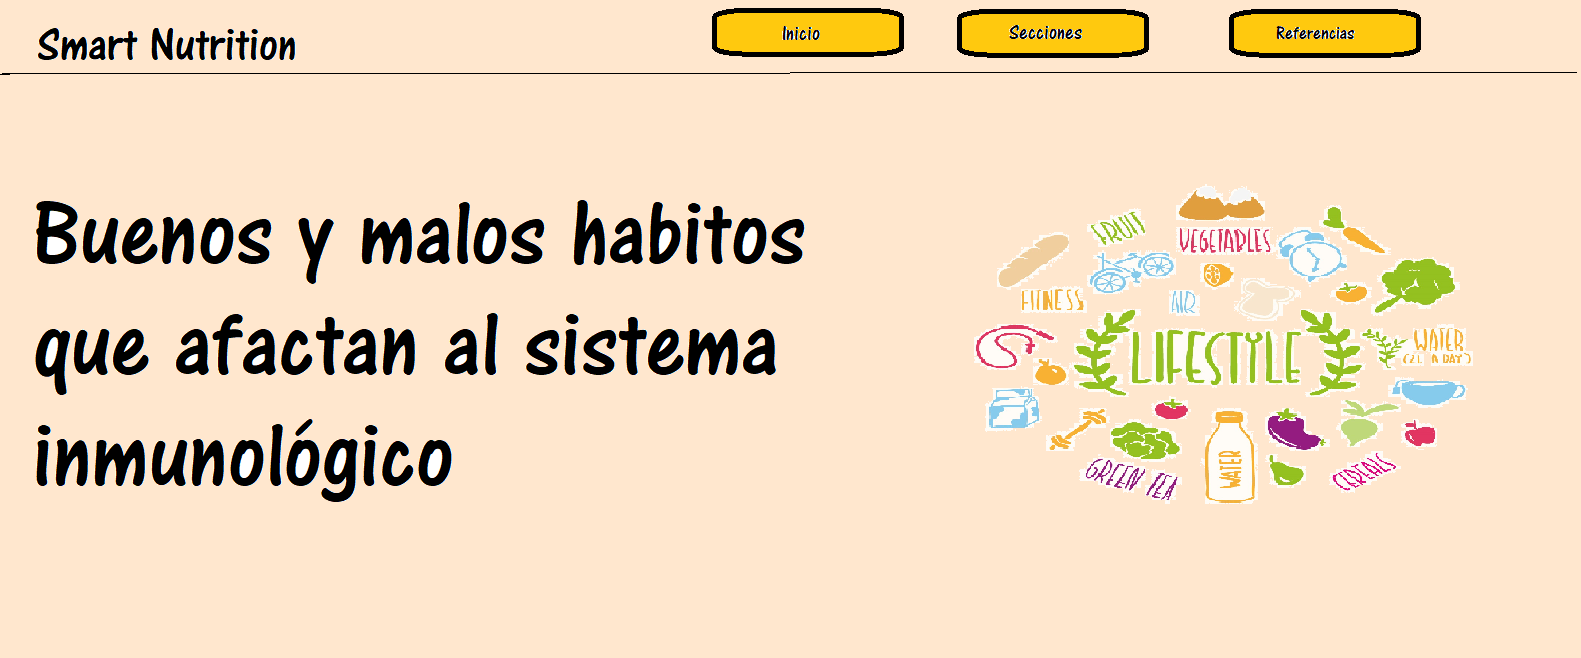 Smart Nutrition
Inicio
Secciones
Referencias
Buenos y malos habitos
que afactan al sistema
inmunológico
FRUIT
VEGETABLES
FITNESS
AIR
LIFESTYLE
WATER
(2L A DAY)
WATER
GREEN TEA
CEREALS